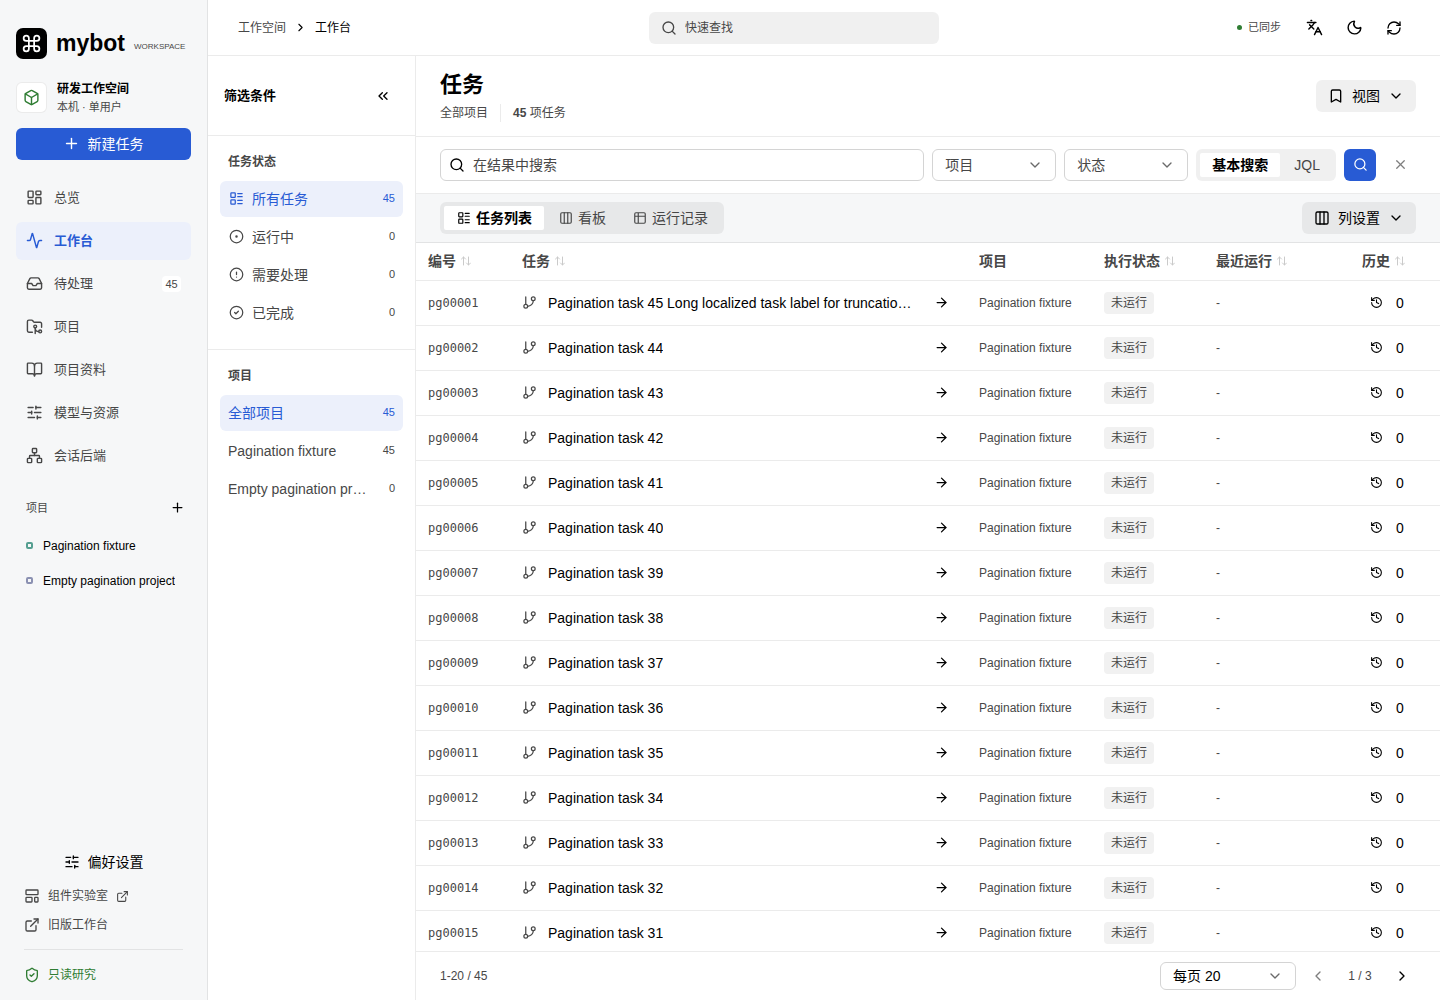 mybot WORKSPACE
研发工作空间
本机 · 单用户
新建任务
总览
工作台
待处理 45
项目
项目资料
模型与资源
会话后端
项目
Pagination fixture
Empty pagination project
偏好设置
组件实验室
旧版工作台
只读研究
工作空间 工作台
快速查找
已同步
筛选条件
任务状态
所有任务 45
运行中 0
需要处理 0
已完成 0
项目
全部项目 45
Pagination fixture 45
Empty pagination pr… 0
任务
全部项目 45 项任务
视图
在结果中搜索 项目 状态 基本搜索 JQL
任务列表 看板 运行记录 列设置
编号 任务 项目 执行状态 最近运行 历史
pg00001 Pagination task 45 Long localized task label for truncatio… Pagination fixture 未运行 - 0
pg00002 Pagination task 44 Pagination fixture 未运行 - 0
pg00003 Pagination task 43 Pagination fixture 未运行 - 0
pg00004 Pagination task 42 Pagination fixture 未运行 - 0
pg00005 Pagination task 41 Pagination fixture 未运行 - 0
pg00006 Pagination task 40 Pagination fixture 未运行 - 0
pg00007 Pagination task 39 Pagination fixture 未运行 - 0
pg00008 Pagination task 38 Pagination fixture 未运行 - 0
pg00009 Pagination task 37 Pagination fixture 未运行 - 0
pg00010 Pagination task 36 Pagination fixture 未运行 - 0
pg00011 Pagination task 35 Pagination fixture 未运行 - 0
pg00012 Pagination task 34 Pagination fixture 未运行 - 0
pg00013 Pagination task 33 Pagination fixture 未运行 - 0
pg00014 Pagination task 32 Pagination fixture 未运行 - 0
pg00015 Pagination task 31 Pagination fixture 未运行 - 0
1-20 / 45 每页 20 1 / 3